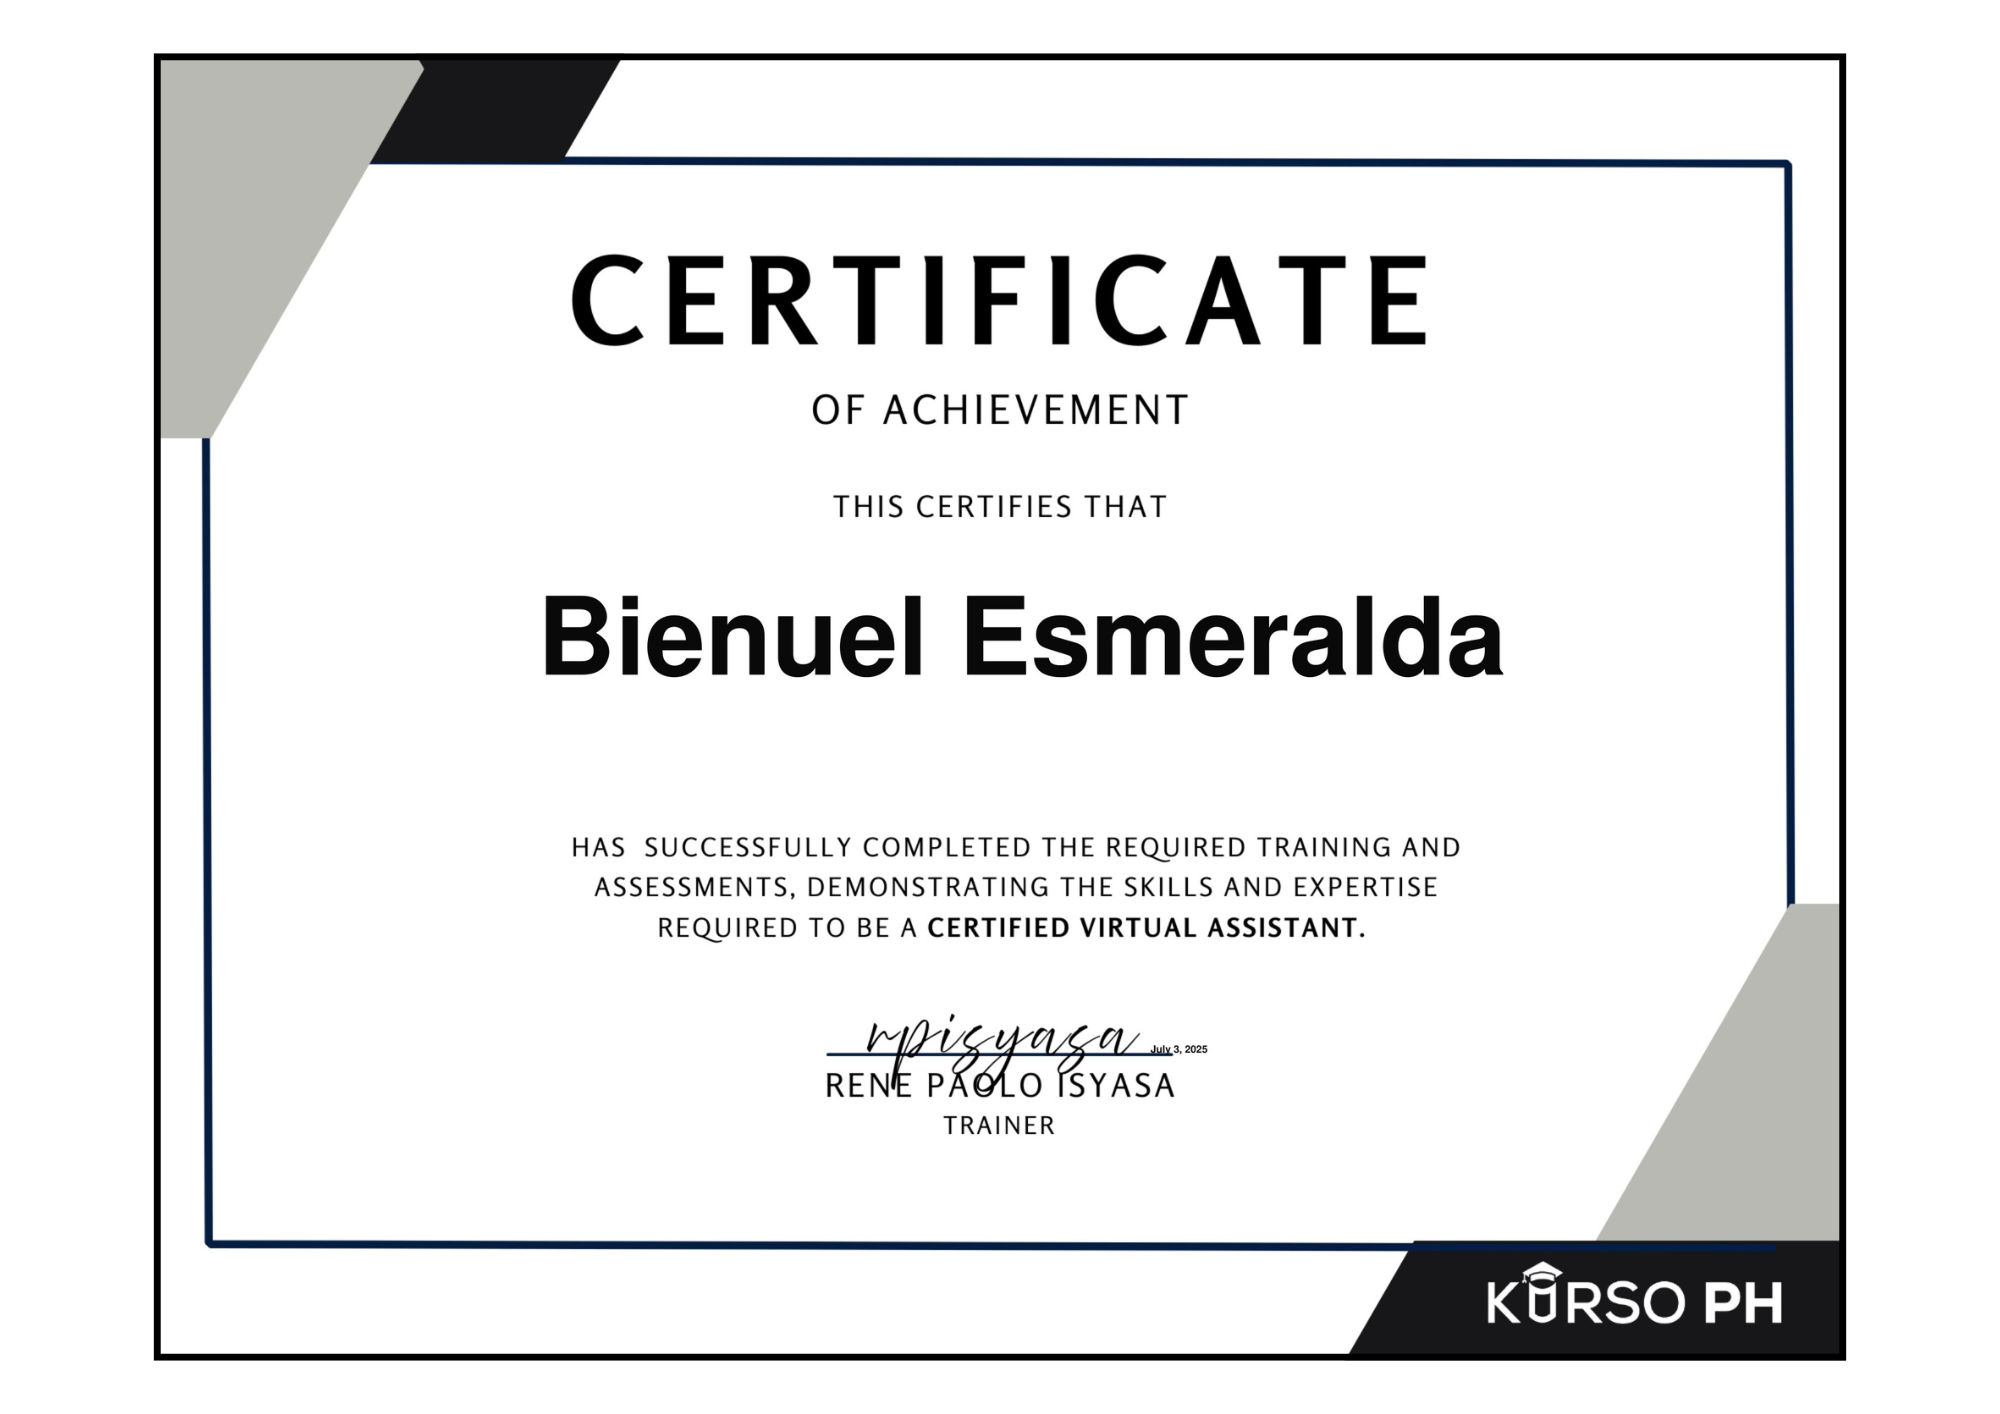 CERTIFICATE
OF ACHIEVEMENT
THIS CERTIFIES THAT
Bienuel Esmeralda
HAS SUCCESSFULLY COMPLETED THE REQUIRED TRAINING AND
ASSESSMENTS, DEMONSTRATING THE SKILLS AND EXPERTISE
REQUIRED TO BE A CERTIFIED VIRTUAL ASSISTANT.
rpisyasa July 3, 2025
RENE PAOLO ISYASA
TRAINER
KURSO PH